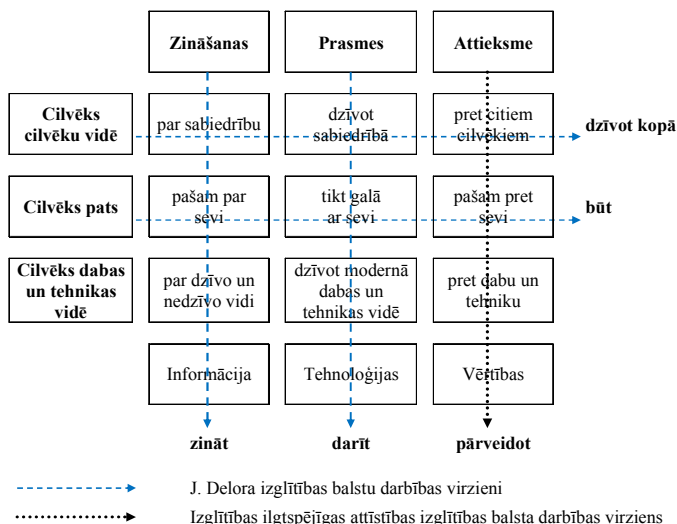 Zināšanas
Prasmes
Attieksme
Cilvēks
cilvēku vidē
par sabiedrību
dzīvot
sabiedrībā
pret citiem
cilvēkiem
dzīvot kopā
Cilvēks pats
pašam par
sevi
tikt galā
ar sevi
pašam pret
sevi
būt
Cilvēks dabas
un tehnikas
vidē
par dzīvo un
nedzīvo vidi
dzīvot modernā
dabas un
tehnikas vidē
pret dabu un
tehniku
Informācija
Tehnoloģijas
Vērtības
zināt
darīt
pārveidot
J. Delora izglītības balstu darbības virzieni
Izglītības ilgtspējīgas attīstības izglītības balsta darbības virziens